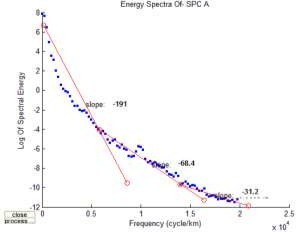 Energy Spectra Of- SPC A
8
6
4
2
0
-2
-4
-6
-8
-10
-12
Log Of Spectral Energy
slope: -191
slope: -68.4
slope: -31.2
0 0.5 1 1.5 2 2.5
x 10⁴
Frequency (cycle/km)
close
process